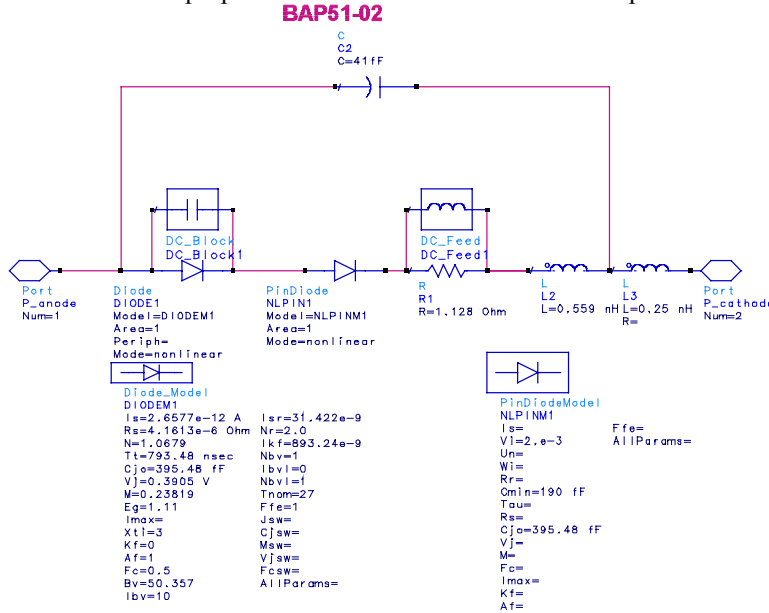 BAP51-02
C
C2
C=41fF
DC_Block
DC_Block1
DC_Feed
DC_Feed1
Port
P_anode
Num=1
Diode
DIODE1
Model=DIODEM1
Area=1
Periph=
Mode=nonlinear
PinDiode
NLPIN1
Model=NLPINM1
Area=1
Mode=nonlinear
R
R1
R=1.128 Ohm
L
L2
L=0.559 nH
L
L3
L=0.25 nH
R=
Port
P_cathode
Num=2
Diode_Model
DIODEM1
Is=2.6577e-12 A
Rs=4.1613e-6 Ohm
N=1.0679
Tt=793.48 nsec
Cjo=395.48 fF
Vj=0.3905 V
M=0.23819
Eg=1.11
Imax=
Xti=3
Kf=0
Af=1
Fc=0.5
Bv=50.357
Ibv=10
Isr=31.422e-9
Nr=2.0
Ikf=893.24e-9
Nbv=1
Ibvl=0
Nbvl=1
Tnom=27
Ffe=1
Jsw=
Cjsw=
Msw=
Vjsw=
Fcsw=
AllParams=
PinDiodeModel
NLPINM1
Is=
Vi=2.e-3
Un=
Wi=
Rr=
Cmin=190 fF
Tau=
Rs=
Cjo=395.48 fF
Vj=
M=
Fc=
Imax=
Kf=
Af=
Ffe=
AllParams=